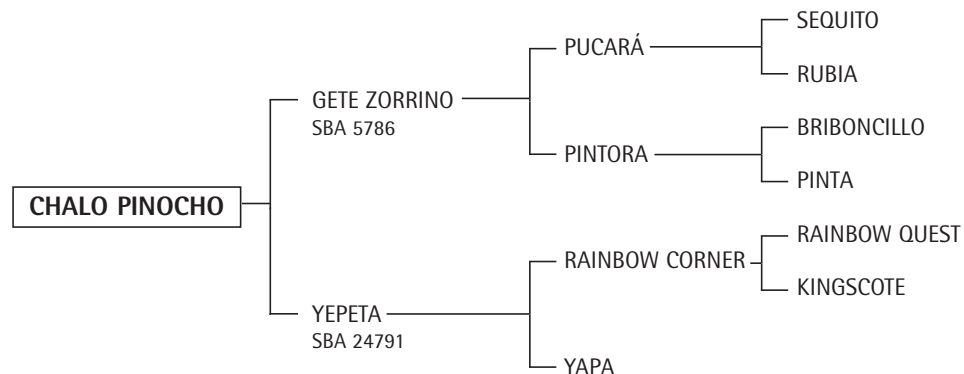 SEQUITO
PUCARÁ
RUBIA
GETE ZORRINO
SBA 5786
BRIBONCILLO
PINTORA
PINTA
CHALO PINOCHO
RAINBOW QUEST
RAINBOW CORNER
KINGSCOTE
YEPETA
SBA 24791
YAPA